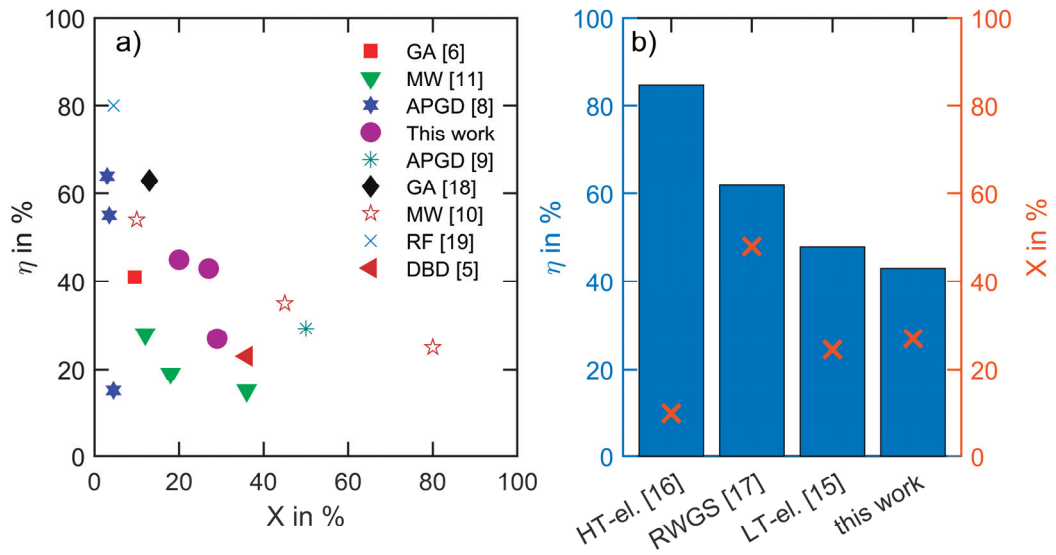 a)
η in %
100
80
60
40
20
0
0 20 40 60 80 100
X in %
GA [6]
MW [11]
APGD [8]
This work
APGD [9]
GA [18]
MW [10]
RF [19]
DBD [5]
b)
η in %
100
80
60
40
20
0
HT-el. [16]
RWGS [17]
LT-el. [15]
this work
100
80
60
40
20
0
X in %